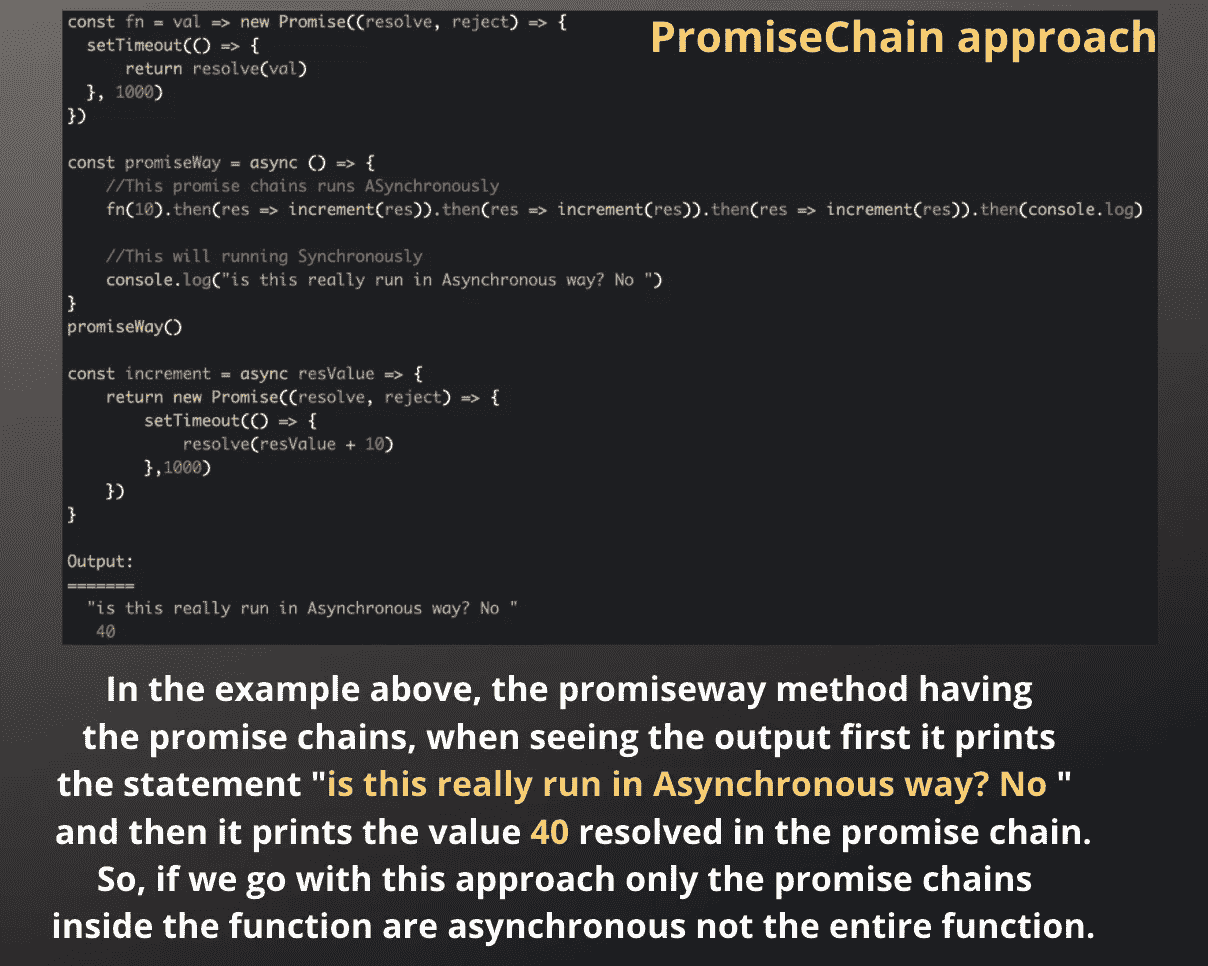 PromiseChain approach
const fn = val => new Promise((resolve, reject) => {
  setTimeout(() => {
      return resolve(val)
  }, 1000)
})

const promiseWay = async () => {
    //This promise chains runs ASynchronously
    fn(10).then(res => increment(res)).then(res => increment(res)).then(res => increment(res)).then(console.log)

    //This will running Synchronously
    console.log("is this really run in Asynchronous way? No ")
}
promiseWay()

const increment = async resValue => {
    return new Promise((resolve, reject) => {
        setTimeout(() => {
            resolve(resValue + 10)
        },1000)
    })
}

Output:
=======
  "is this really run in Asynchronous way? No "
   40
In the example above, the promiseway method having
the promise chains, when seeing the output first it prints
the statement "is this really run in Asynchronous way? No "
and then it prints the value 40 resolved in the promise chain.
So, if we go with this approach only the promise chains
inside the function are asynchronous not the entire function.